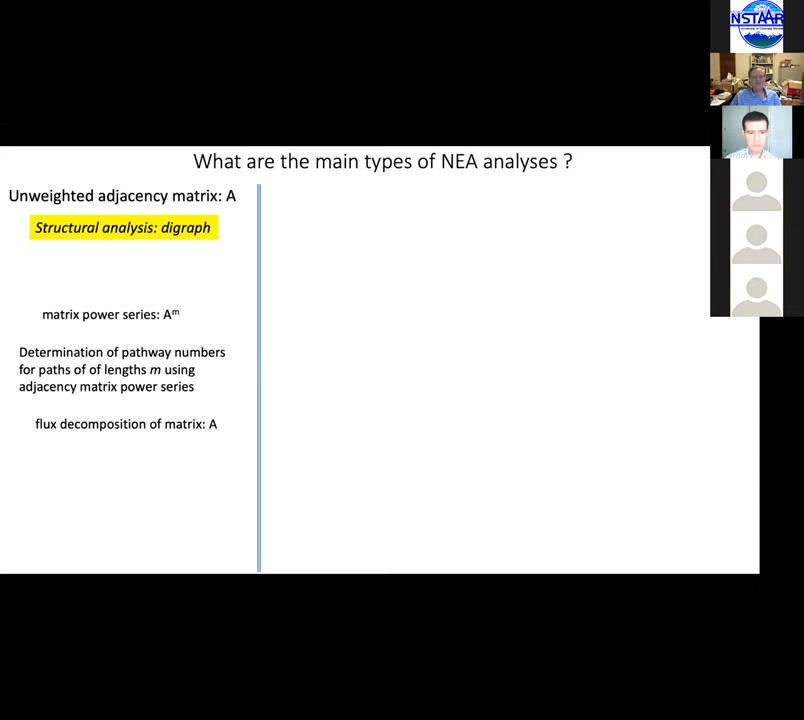 NSTAAR
What are the main types of NEA analyses ?
Unweighted adjacency matrix: A
Structural analysis: digraph
matrix power series: Aᵐ
Determination of pathway numbers
for paths of of lengths m using
adjacency matrix power series
flux decomposition of matrix: A